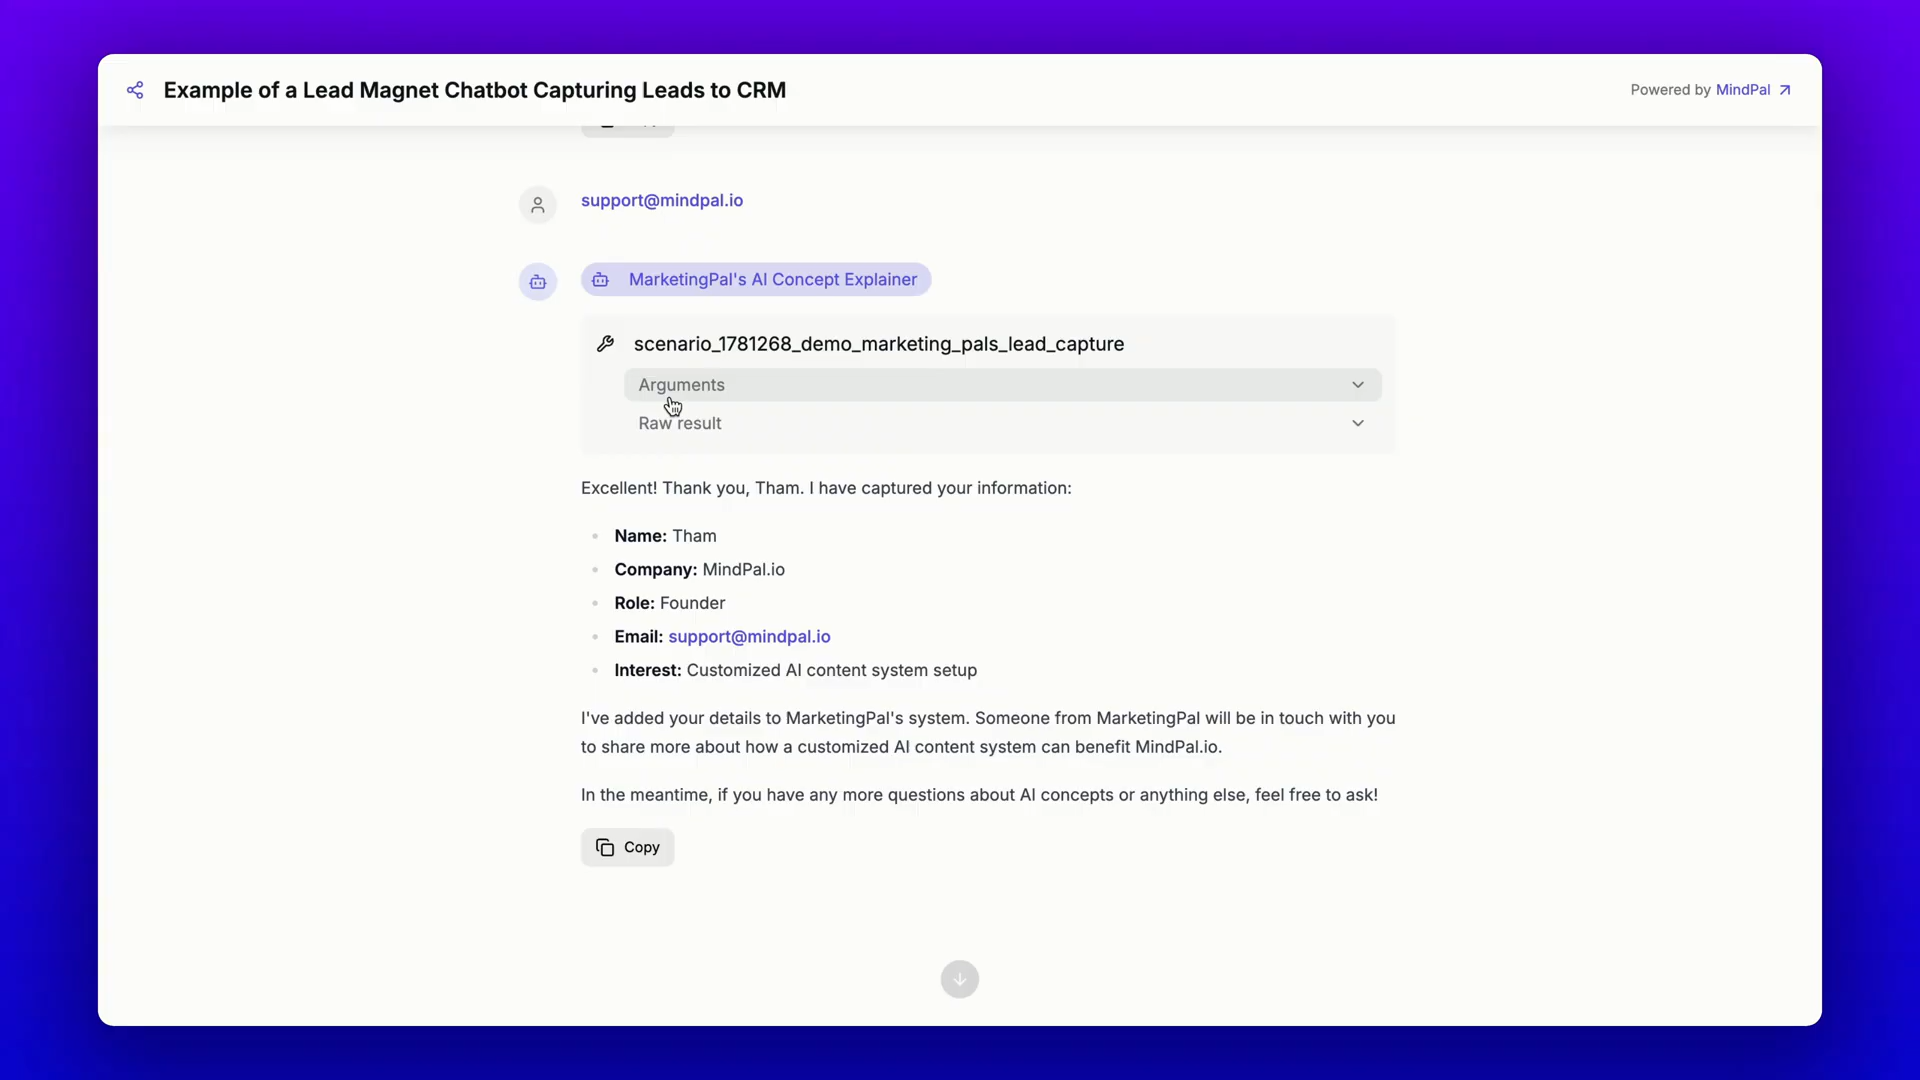 Example of a Lead Magnet Chatbot Capturing Leads to CRM
Powered by MindPal
support@mindpal.io
MarketingPal's AI Concept Explainer
scenario_1781268_demo_marketing_pals_lead_capture
Arguments
Raw result
Excellent! Thank you, Tham. I have captured your information:
Name: Tham
Company: MindPal.io
Role: Founder
Email: support@mindpal.io
Interest: Customized AI content system setup
I've added your details to MarketingPal's system. Someone from MarketingPal will be in touch with you
to share more about how a customized AI content system can benefit MindPal.io.
In the meantime, if you have any more questions about AI concepts or anything else, feel free to ask!
Copy